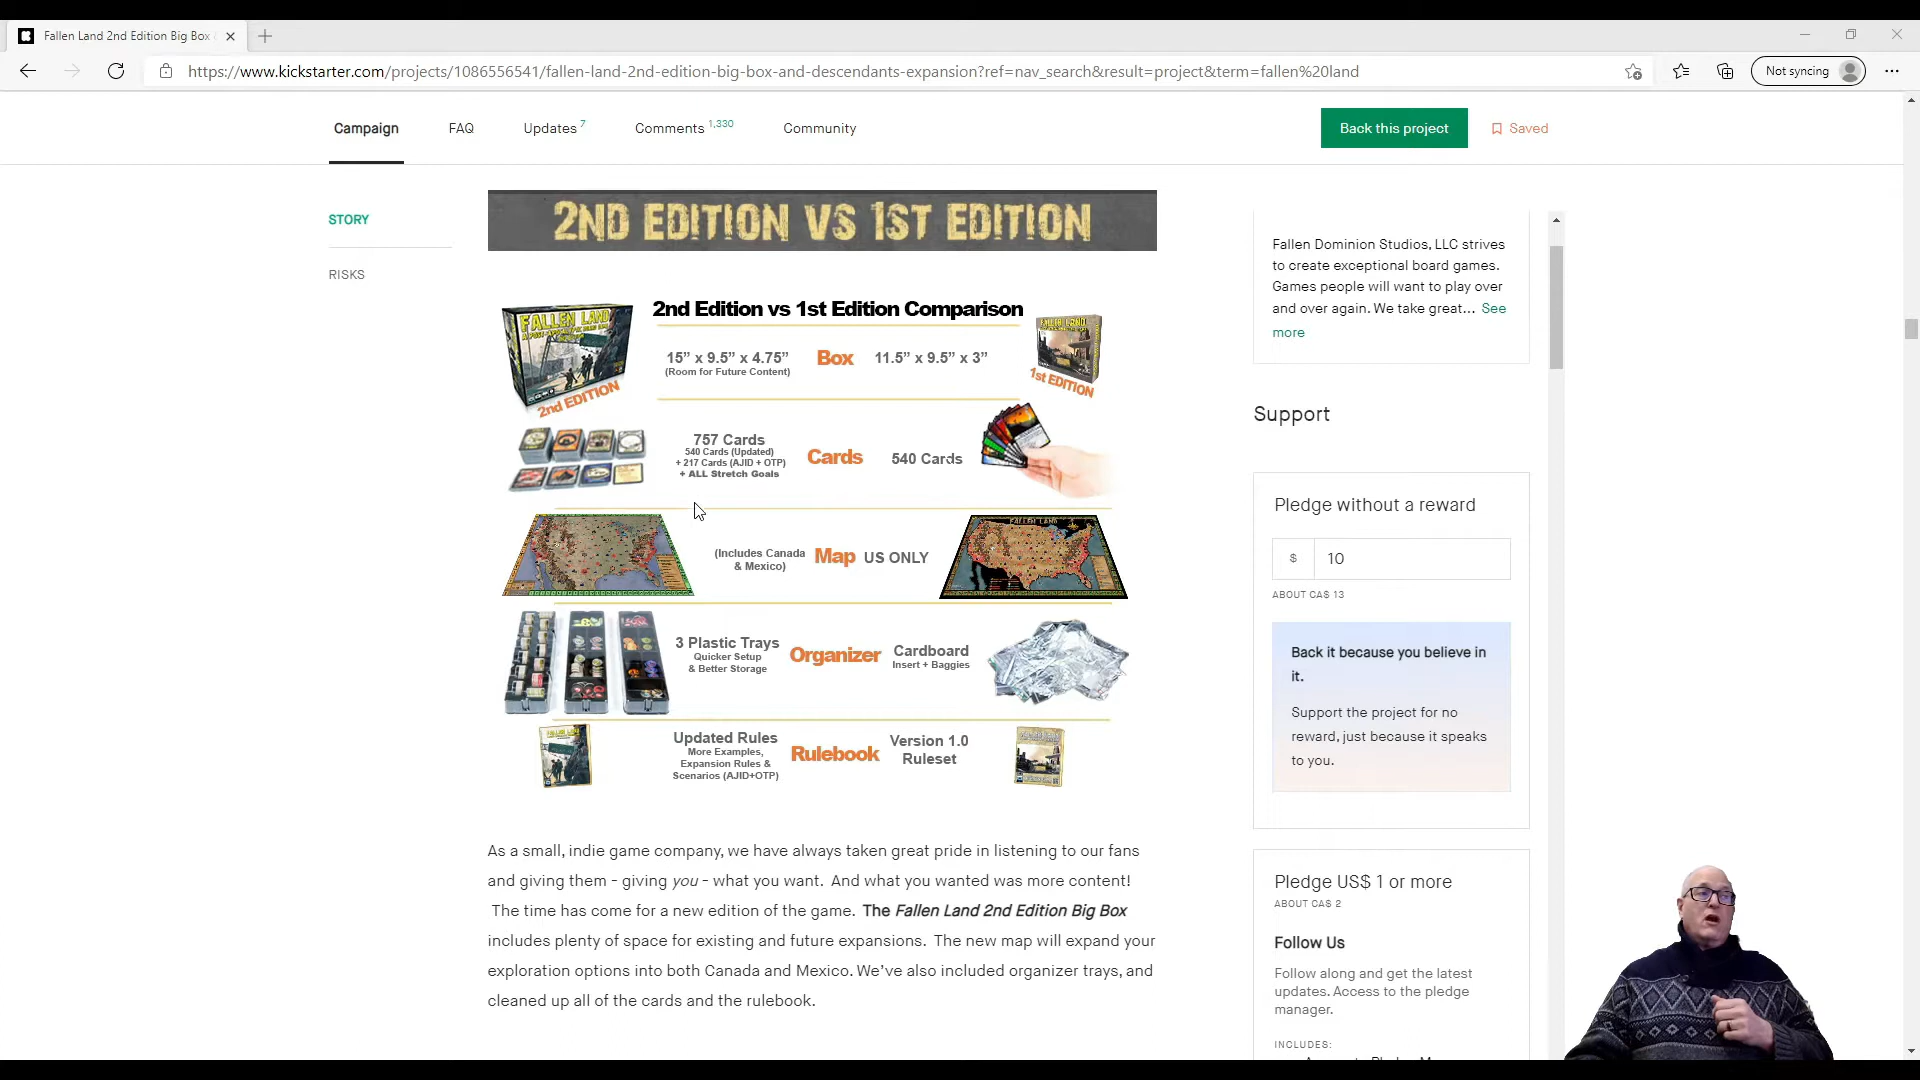 Fallen Land 2nd Edition Big Box
https://www.kickstarter.com/projects/1086556541/fallen-land-2nd-edition-big-box-and-descendants-expansion?ref=nav_search&result=project&term=fallen%20land
Not syncing
Campaign
FAQ
Updates 7
Comments 1,330
Community
Back this project
Saved
STORY
RISKS
2ND EDITION VS 1ST EDITION
2nd Edition vs 1st Edition Comparison
FALLEN LAND
2nd EDITION
15” x 9.5” x 4.75”
(Room for Future Content)
Box
11.5” x 9.5” x 3”
FALLEN LAND
1st EDITION
757 Cards
540 Cards (Updated)
+ 217 Cards (AJID + OTP)
+ ALL Stretch Goals
Cards
540 Cards
(Includes Canada
& Mexico)
Map
US ONLY
FALLEN LAND
3 Plastic Trays
Quicker Setup
& Better Storage
Organizer
Cardboard
Insert + Baggies
Updated Rules
More Examples,
Expansion Rules &
Scenarios (AJID+OTP)
Rulebook
Version 1.0
Ruleset
As a small, indie game company, we have always taken great pride in listening to our fans
and giving them - giving you - what you want.  And what you wanted was more content!
The time has come for a new edition of the game.  The Fallen Land 2nd Edition Big Box
includes plenty of space for existing and future expansions.  The new map will expand your
exploration options into both Canada and Mexico. We’ve also included organizer trays, and
cleaned up all of the cards and the rulebook.
Fallen Dominion Studios, LLC strives
to create exceptional board games.
Games people will want to play over
and over again. We take great... See
more
Support
Pledge without a reward
$ 10
ABOUT CA$ 13
Back it because you believe in
it.
Support the project for no
reward, just because it speaks
to you.
Pledge US$ 1 or more
ABOUT CA$ 2
Follow Us
Follow along and get the latest
updates. Access to the pledge
manager.
INCLUDES: